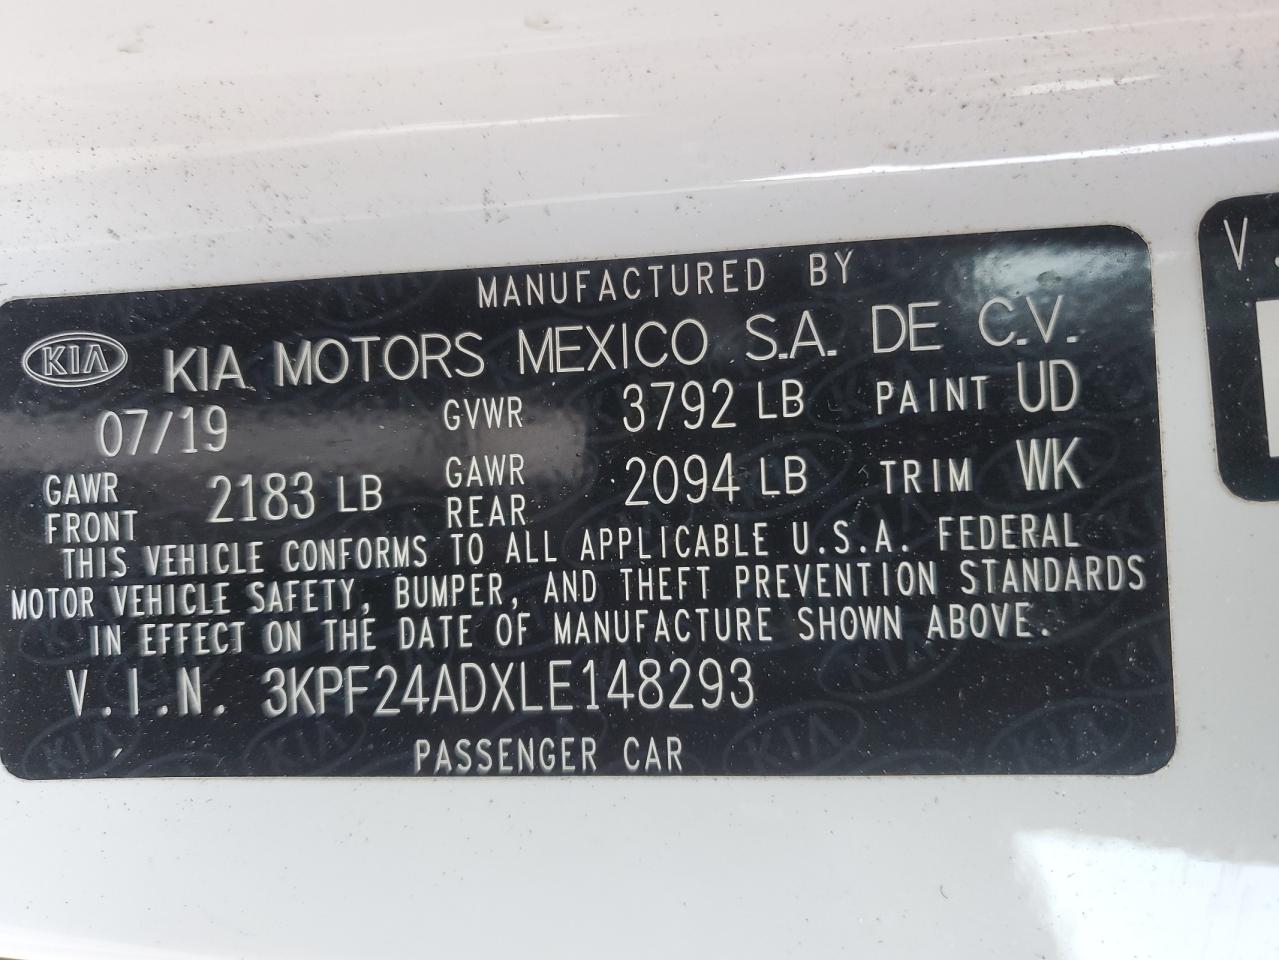 MANUFACTURED BY
KIA KIA MOTORS MEXICO S.A. DE C.V.
07/19 GVWR 3792 LB PAINT UD
GAWR FRONT 2183 LB GAWR REAR 2094 LB TRIM WK
THIS VEHICLE CONFORMS TO ALL APPLICABLE U.S.A. FEDERAL
MOTOR VEHICLE SAFETY, BUMPER, AND THEFT PREVENTION STANDARDS
IN EFFECT ON THE DATE OF MANUFACTURE SHOWN ABOVE.
V.I.N. 3KPF24ADXLE148293
PASSENGER CAR
V.